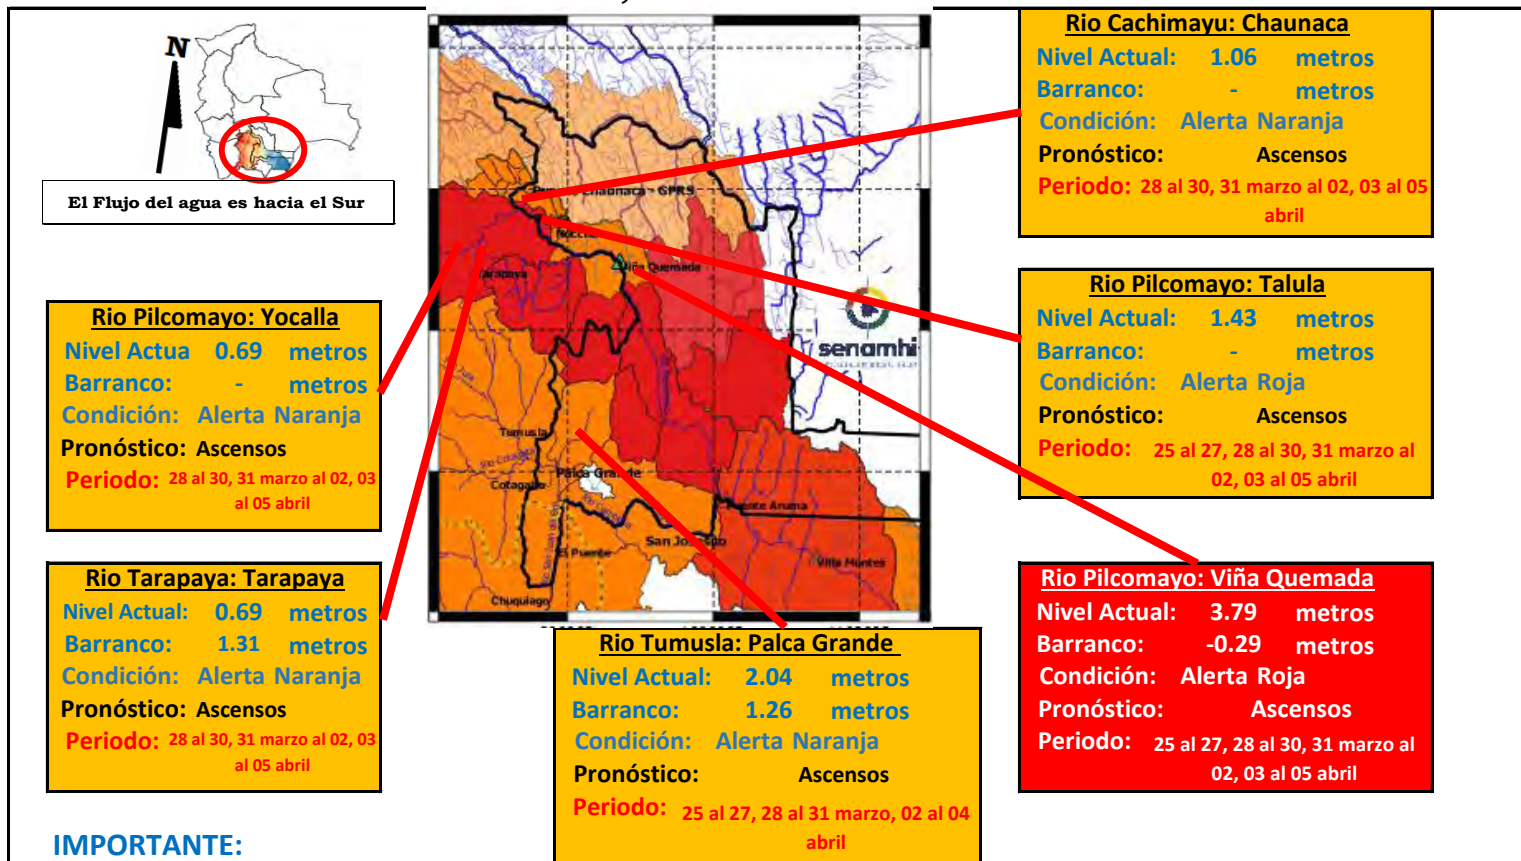 N
El Flujo del agua es hacia el Sur
Rio Cachimayu: Chaunaca
Nivel Actual: 1.06 metros
Barranco: - metros
Condición: Alerta Naranja
Pronóstico: Ascensos
Periodo: 28 al 30, 31 marzo al 02, 03 al 05
abril
Chaunaca - GPRS
Tarapaya
Viña Quemada
senamhi
Tumusla
Palca Grande
Cotagaita
Puente Aruma
San Josecito
El Puente
Villa Montes
Chuquiago
Rio Pilcomayo: Talula
Nivel Actual: 1.43 metros
Barranco: - metros
Condición: Alerta Roja
Pronóstico: Ascensos
Periodo: 25 al 27, 28 al 30, 31 marzo al
02, 03 al 05 abril
Rio Pilcomayo: Yocalla
Nivel Actua 0.69 metros
Barranco: - metros
Condición: Alerta Naranja
Pronóstico: Ascensos
Periodo: 28 al 30, 31 marzo al 02, 03
al 05 abril
Rio Tarapaya: Tarapaya
Nivel Actual: 0.69 metros
Barranco: 1.31 metros
Condición: Alerta Naranja
Pronóstico: Ascensos
Periodo: 28 al 30, 31 marzo al 02, 03
al 05 abril
Rio Tumusla: Palca Grande
Nivel Actual: 2.04 metros
Barranco: 1.26 metros
Condición: Alerta Naranja
Pronóstico: Ascensos
Periodo: 25 al 27, 28 al 31 marzo, 02 al 04
abril
Rio Pilcomayo: Viña Quemada
Nivel Actual: 3.79 metros
Barranco: -0.29 metros
Condición: Alerta Roja
Pronóstico: Ascensos
Periodo: 25 al 27, 28 al 30, 31 marzo al
02, 03 al 05 abril
IMPORTANTE: